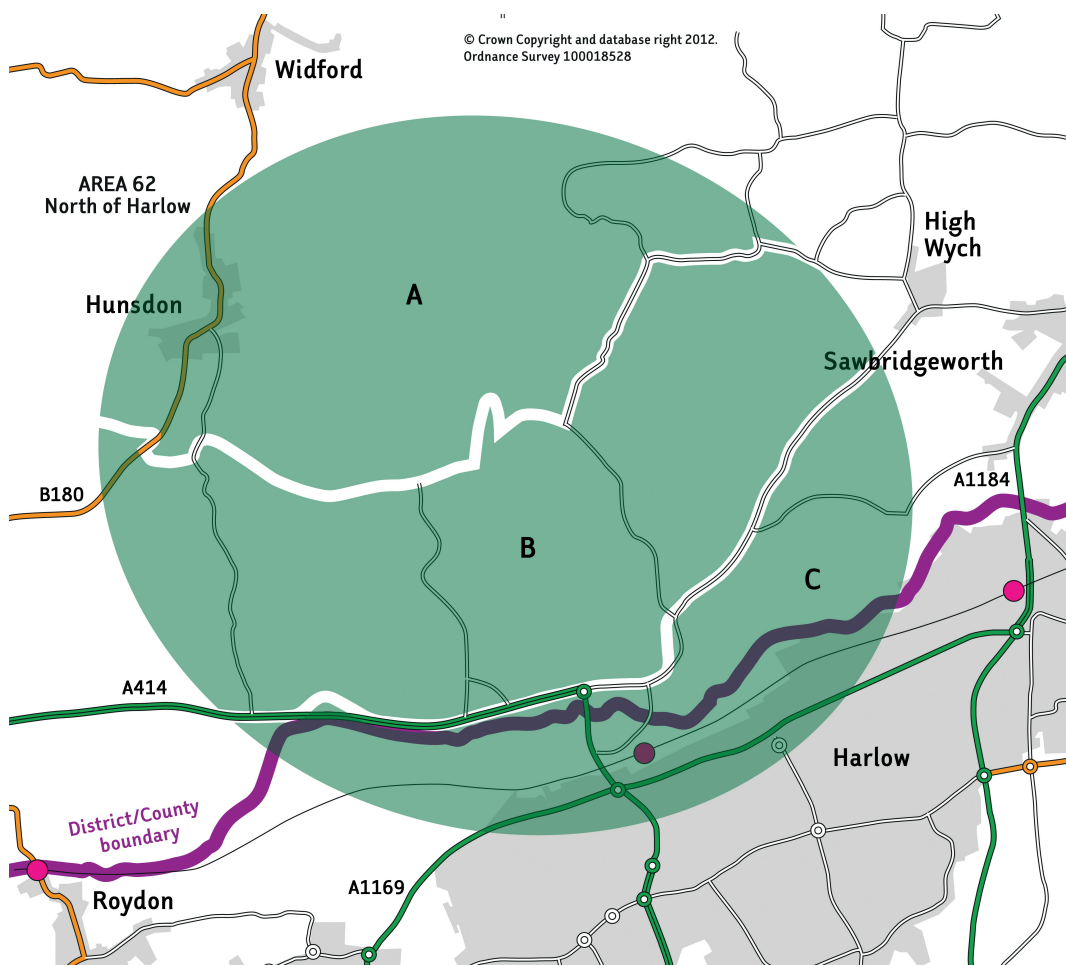 © Crown Copyright and database right 2012.
Ordnance Survey 100018528
Widford
AREA 62
North of Harlow
High
Wych
A
Hunsdon
Sawbridgeworth
A1184
B180
B
C
A414
Harlow
District/County
boundary
A1169
Roydon